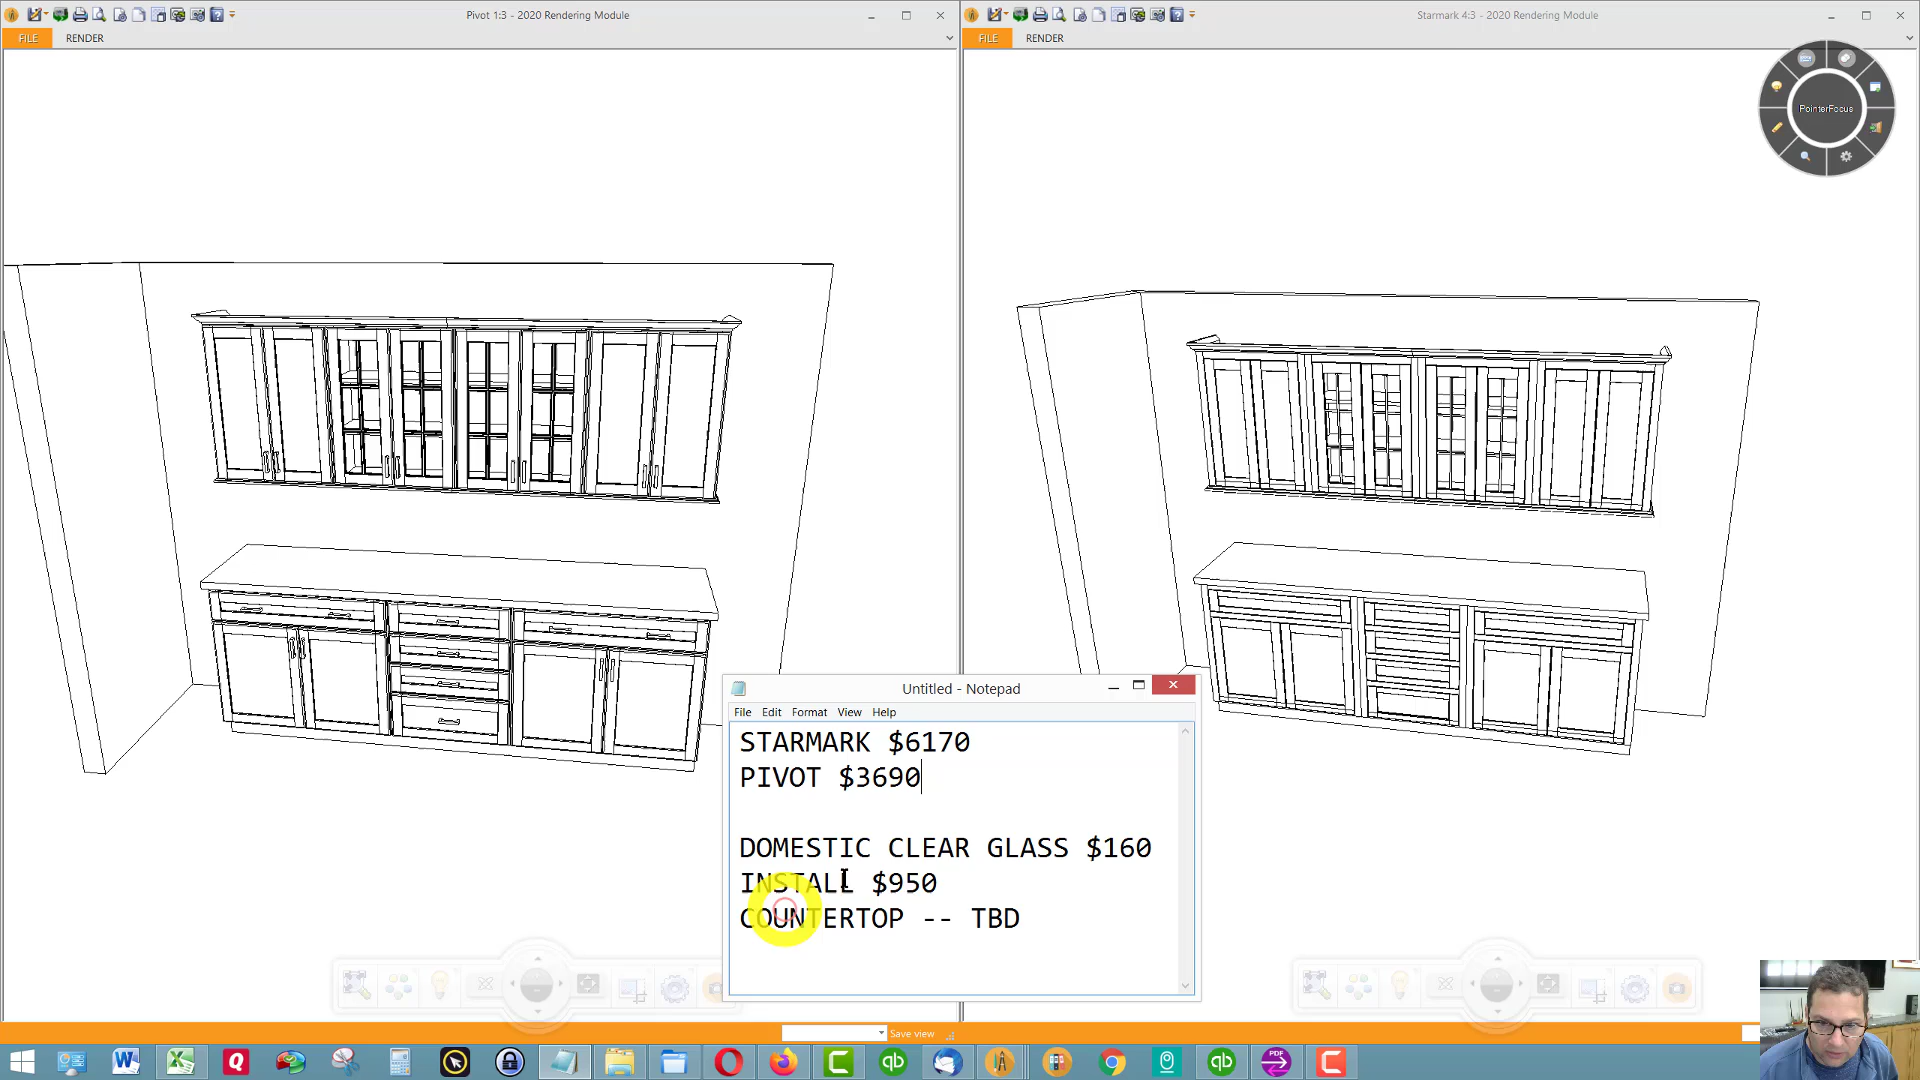 Pivot 1:3 - 2020 Rendering Module
Starmark 4:3 - 2020 Rendering Module
FILE RENDER
FILE RENDER
PointerFocus
Untitled - Notepad
File Edit Format View Help
STARMARK $6170
PIVOT $3690
DOMESTIC CLEAR GLASS $160
INSTALL $950
COUNTERTOP -- TBD
Save view